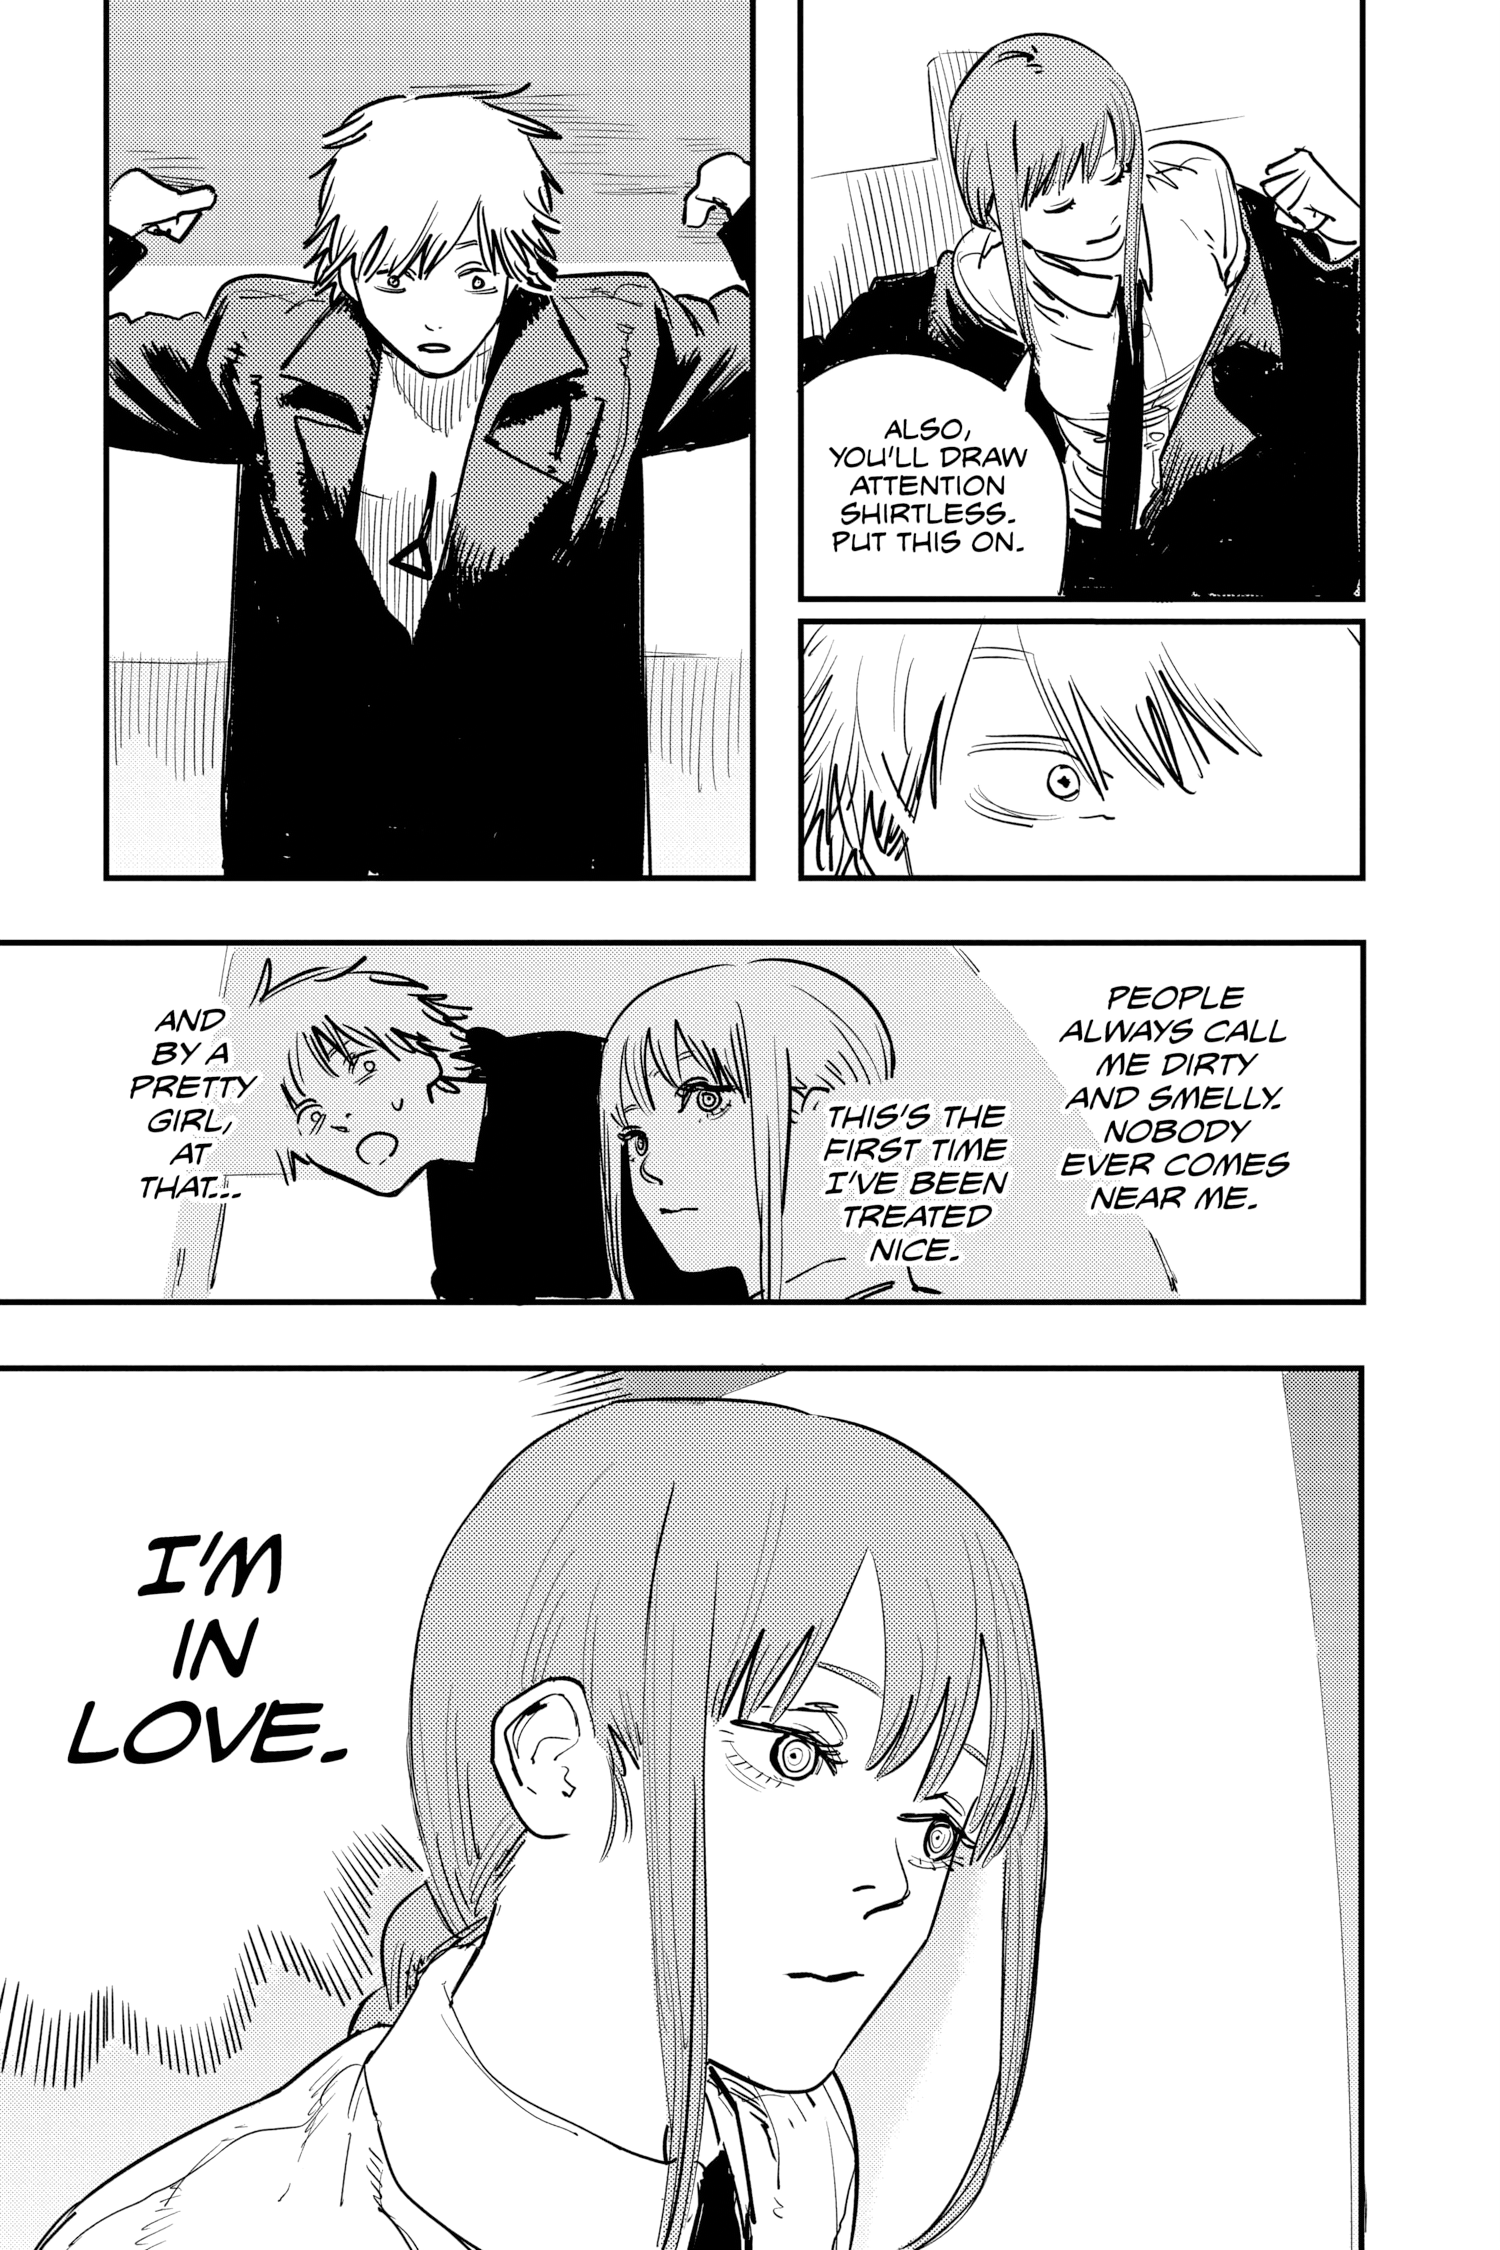 ALSO,
YOU'LL DRAW
ATTENTION
SHIRTLESS.
PUT THIS ON.
PEOPLE
ALWAYS CALL
ME DIRTY
AND SMELLY.
NOBODY
EVER COMES
NEAR ME.
THIS'S THE
FIRST TIME
I'VE BEEN
TREATED
NICE.
AND
BY A
PRETTY
GIRL,
AT
THAT...
I'M
IN
LOVE.